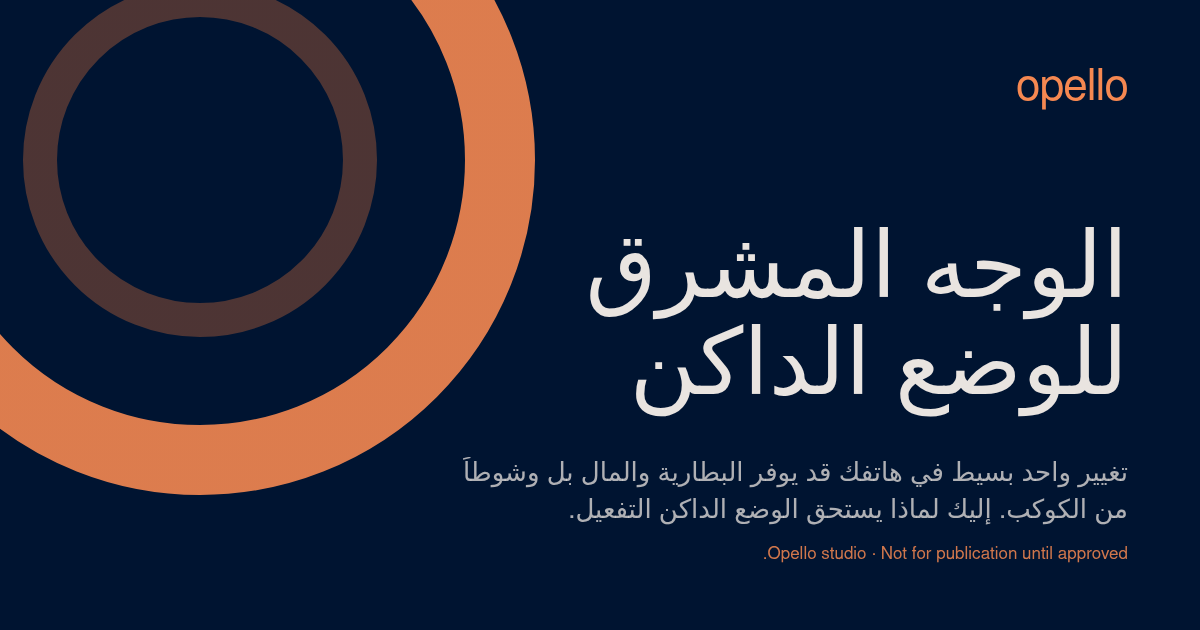 opello
الوجه المشرق
للوضع الداكن
تغيير واحد بسيط في هاتفك قد يوفر البطارية والمال بل وشوطاً
من الكوكب. إليك لماذا يستحق الوضع الداكن التفعيل.
.Opello studio · Not for publication until approved